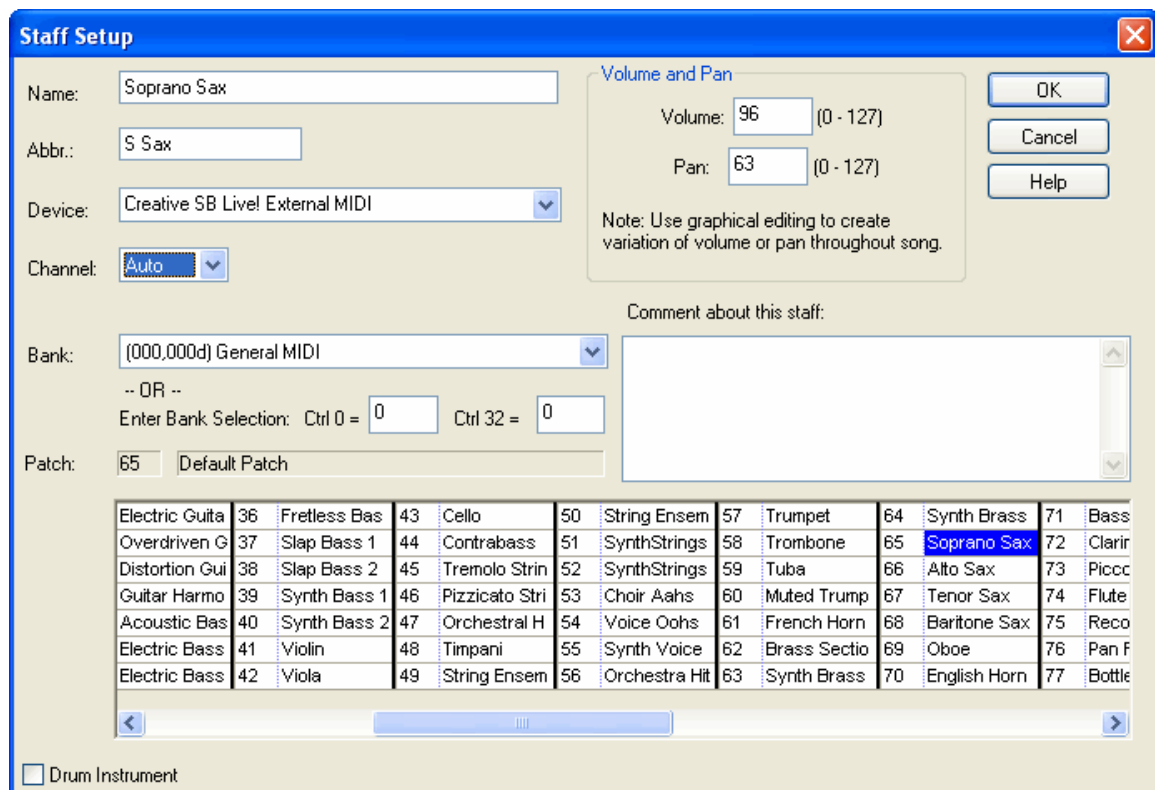 Staff Setup
Name: Soprano Sax
Abbr.: S Sax
Device: Creative SB Live! External MIDI
Channel: Auto
Volume and Pan
Volume: 96 (0 - 127)
Pan: 63 (0 - 127)
Note: Use graphical editing to create
variation of volume or pan throughout song.
OK
Cancel
Help
Bank: (000,000d) General MIDI
-- OR --
Enter Bank Selection: Ctrl 0 = 0 Ctrl 32 = 0
Patch: 65 Default Patch
Comment about this staff:
Electric Guita 36 Fretless Bas 43 Cello 50 String Ensem 57 Trumpet 64 Synth Brass 71 Bass
Overdriven G 37 Slap Bass 1 44 Contrabass 51 SynthStrings 58 Trombone 65 Soprano Sax 72 Clarin
Distortion Gui 38 Slap Bass 2 45 Tremolo Strin 52 SynthStrings 59 Tuba 66 Alto Sax 73 Picco
Guitar Harmo 39 Synth Bass 1 46 Pizzicato Stri 53 Choir Aahs 60 Muted Trump 67 Tenor Sax 74 Flute
Acoustic Bas 40 Synth Bass 2 47 Orchestral H 54 Voice Oohs 61 French Horn 68 Baritone Sax 75 Reco
Electric Bass 41 Violin 48 Timpani 55 Synth Voice 62 Brass Sectio 69 Oboe 76 Pan F
Electric Bass 42 Viola 49 String Ensem 56 Orchestra Hit 63 Synth Brass 70 English Horn 77 Bottle
Drum Instrument